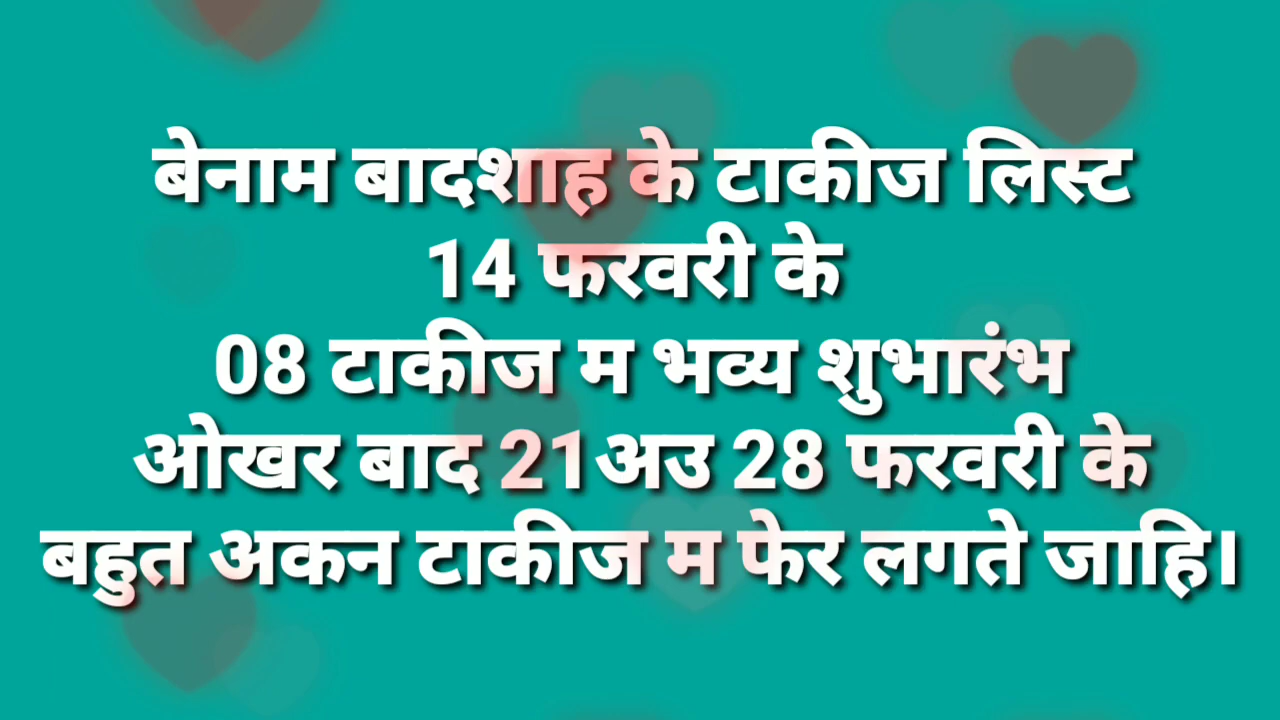 बेनाम बादशाह के टाकीज लिस्ट
14 फरवरी के
08 टाकीज म भव्य शुभारंभ
ओखर बाद 21अउ 28 फरवरी के
बहुत अकन टाकीज म फेर लगते जाहि।